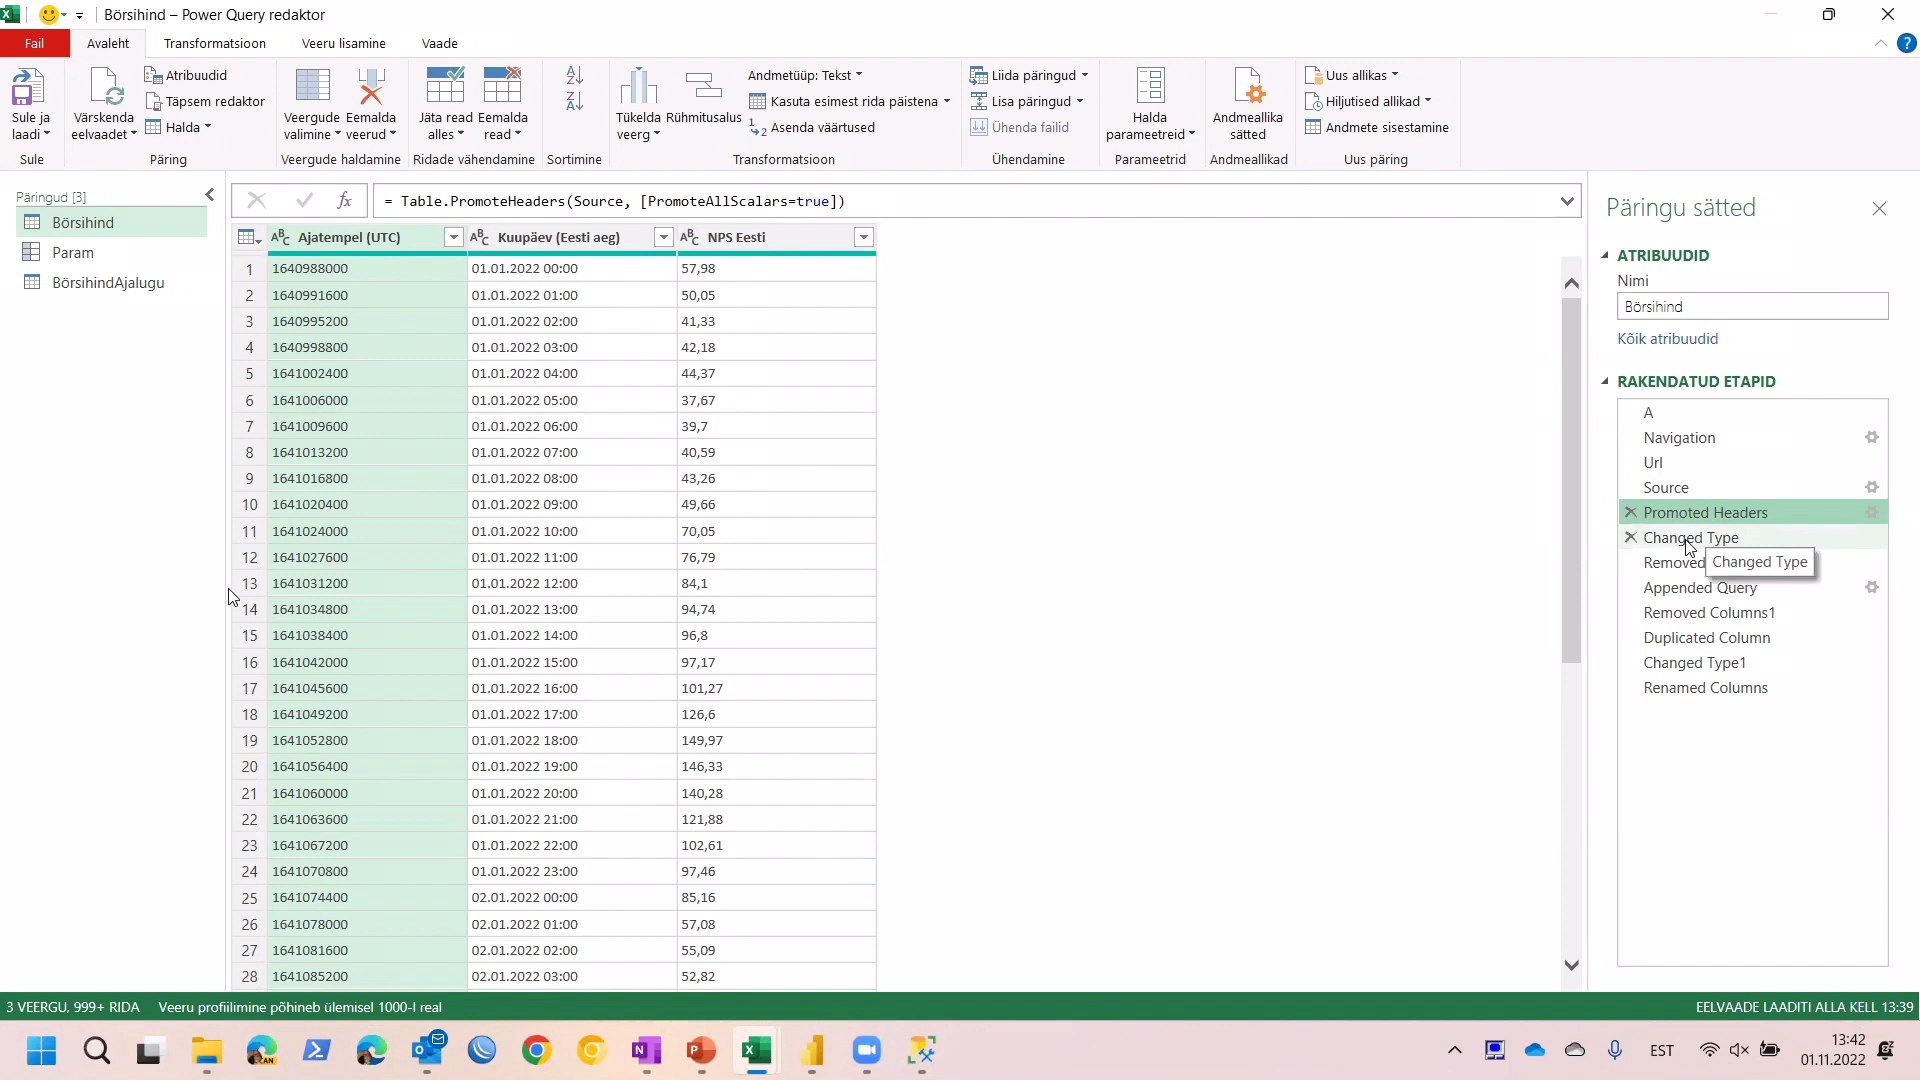 Börsihind – Power Query redaktor
Fail
Avaleht
Transformatsioon
Veeru lisamine
Vaade
?
Sule ja
laadi
Sule
Värskenda
eelvaadet
Atribuudid
Täpsem redaktor
Halda
Päring
Veergude
valimine
Eemalda
veerud
Veergude haldamine
Jäta read
alles
Eemalda
read
Ridade vähendamine
A
Z
Z
A
Sortimine
Tükelda
veerg
Rühmitusalus
Andmetüüp: Tekst
Kasuta esimest rida päistena
1
2
Asenda väärtused
Transformatsioon
Liida päringud
Lisa päringud
Ühenda failid
Ühendamine
Halda
parameetreid
Parameetrid
Andmeallika
sätted
Andmeallikad
Uus allikas
Hiljutised allikad
Andmete sisestamine
Uus päring
Päringud [3]
Börsihind
Param
BörsihindAjalugu
fx
= Table.PromoteHeaders(Source, [PromoteAllScalars=true])
ABC Ajatempel (UTC) ABC Kuupäev (Eesti aeg) ABC NPS Eesti
1 1640988000 01.01.2022 00:00 57,98
2 1640991600 01.01.2022 01:00 50,05
3 1640995200 01.01.2022 02:00 41,33
4 1640998800 01.01.2022 03:00 42,18
5 1641002400 01.01.2022 04:00 44,37
6 1641006000 01.01.2022 05:00 37,67
7 1641009600 01.01.2022 06:00 39,7
8 1641013200 01.01.2022 07:00 40,59
9 1641016800 01.01.2022 08:00 43,26
10 1641020400 01.01.2022 09:00 49,66
11 1641024000 01.01.2022 10:00 70,05
12 1641027600 01.01.2022 11:00 76,79
13 1641031200 01.01.2022 12:00 84,1
14 1641034800 01.01.2022 13:00 94,74
15 1641038400 01.01.2022 14:00 96,8
16 1641042000 01.01.2022 15:00 97,17
17 1641045600 01.01.2022 16:00 101,27
18 1641049200 01.01.2022 17:00 126,6
19 1641052800 01.01.2022 18:00 149,97
20 1641056400 01.01.2022 19:00 146,33
21 1641060000 01.01.2022 20:00 140,28
22 1641063600 01.01.2022 21:00 121,88
23 1641067200 01.01.2022 22:00 102,61
24 1641070800 01.01.2022 23:00 97,46
25 1641074400 02.01.2022 00:00 85,16
26 1641078000 02.01.2022 01:00 57,08
27 1641081600 02.01.2022 02:00 55,09
28 1641085200 02.01.2022 03:00 52,82
Päringu sätted
ATRIBUUDID
Nimi
Börsihind
Kõik atribuudid
RAKENDATUD ETAPID
A
Navigation
Url
Source
Promoted Headers
Changed Type
Removed
Changed Type
Appended Query
Removed Columns1
Duplicated Column
Changed Type1
Renamed Columns
3 VEERGU, 999+ RIDA
Veeru profiilimine põhineb ülemisel 1000-l real
EELVAADE LAADITI ALLA KELL 13:39
CAN
EST
13:42
01.11.2022